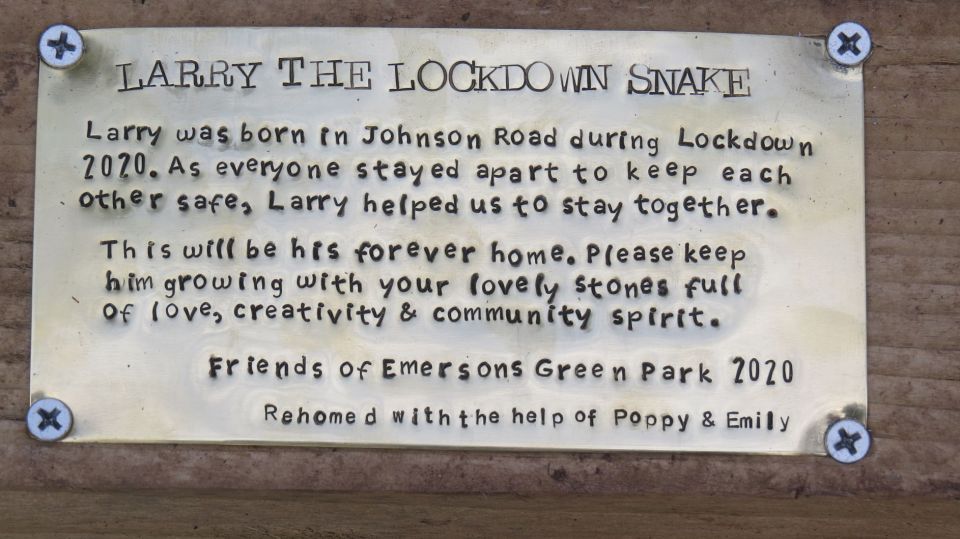 LARRY THE LOCKDOWN SNAKE
Larry was born in Johnson Road during Lockdown
2020. As everyone stayed apart to keep each
other safe, Larry helped us to stay together.
This will be his forever home. Please keep
him growing with your lovely stones full
of love, creativity & community spirit.
Friends of Emersons Green Park 2020
Rehomed with the help of Poppy & Emily